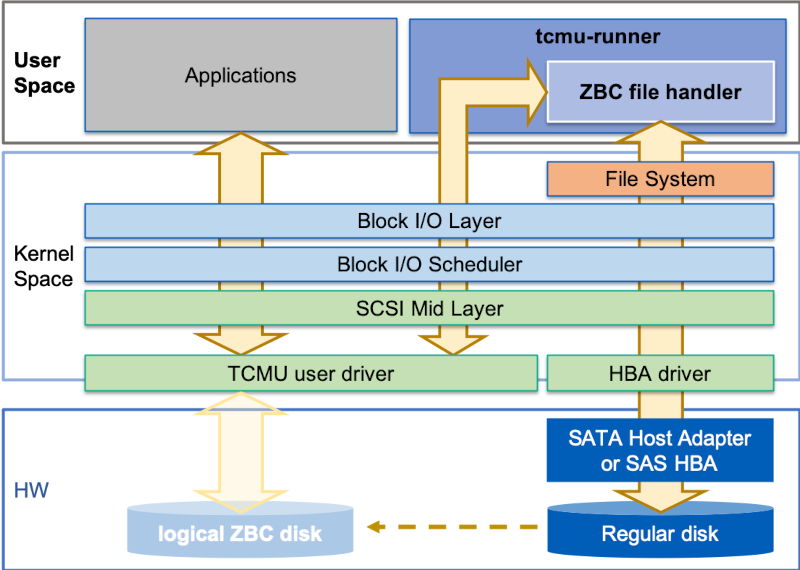 User
Space
Applications
tcmu-runner
ZBC file handler
Kernel
Space
File System
Block I/O Layer
Block I/O Scheduler
SCSI Mid Layer
TCMU user driver
HBA driver
HW
SATA Host Adapter
or SAS HBA
logical ZBC disk
Regular disk